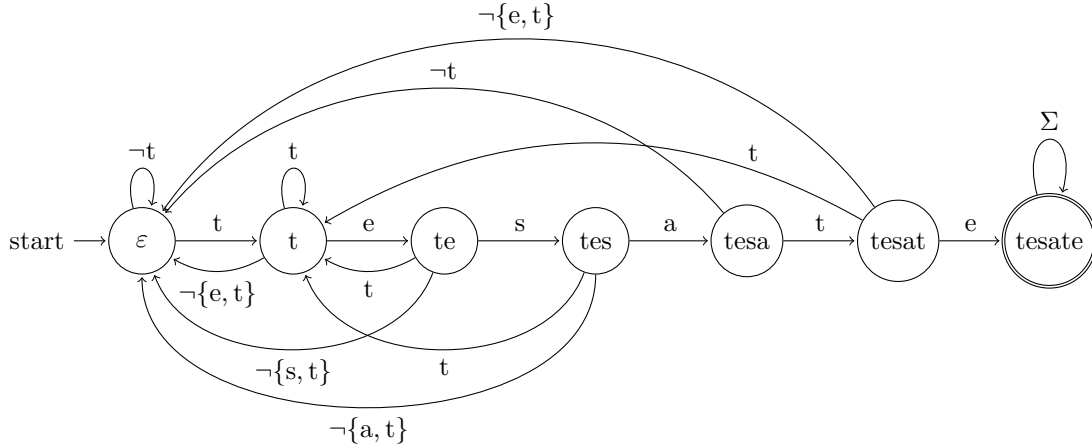 ¬{e, t}
¬t
¬t
t
t
Σ
start
ε
t
t
e
te
s
tes
a
tesa
t
tesat
e
tesate
¬{e, t}
t
¬{s, t}
t
¬{a, t}